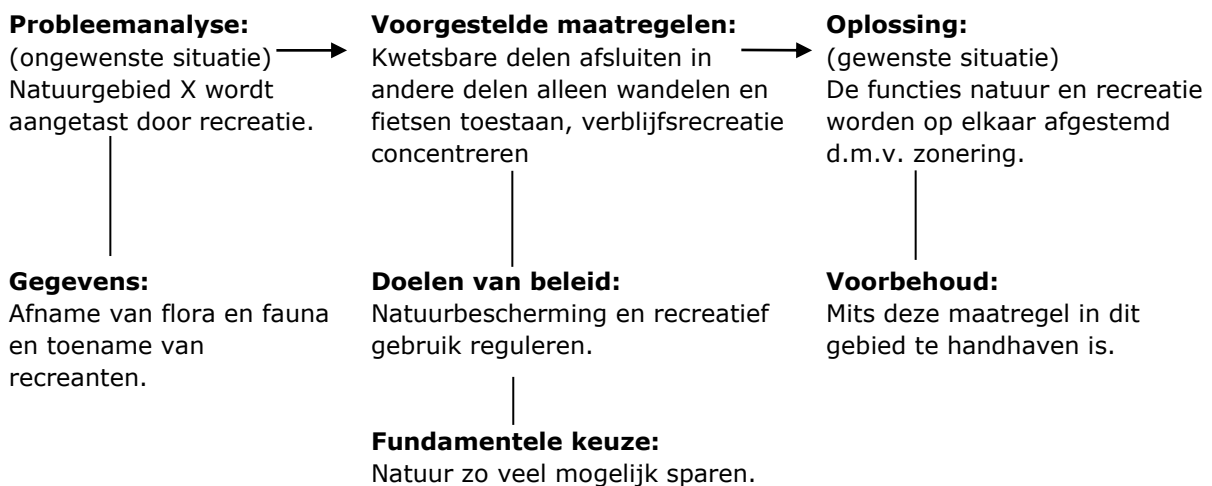 Probleemanalyse:
(ongewenste situatie)
Natuurgebied X wordt
aangetast door recreatie.
Voorgestelde maatregelen:
Kwetsbare delen afsluiten in
andere delen alleen wandelen en
fietsen toestaan, verblijfsrecreatie
concentreren
Oplossing:
(gewenste situatie)
De functies natuur en recreatie
worden op elkaar afgestemd
d.m.v. zonering.
Gegevens:
Afname van flora en fauna
en toename van
recreanten.
Doelen van beleid:
Natuurbescherming en recreatief
gebruik reguleren.
Voorbehoud:
Mits deze maatregel in dit
gebied te handhaven is.
Fundamentele keuze:
Natuur zo veel mogelijk sparen.